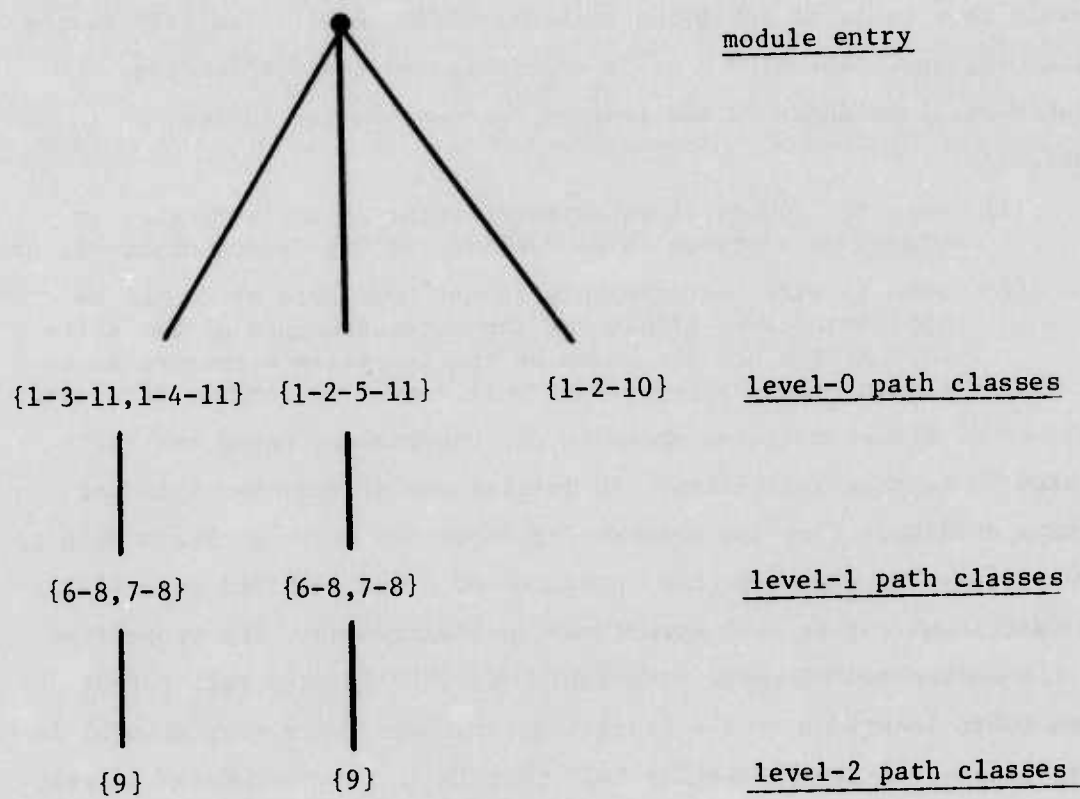 module entry
{1-3-11,1-4-11} {1-2-5-11} {1-2-10} level-0 path classes
{6-8,7-8} {6-8,7-8} level-1 path classes
{9} {9} level-2 path classes